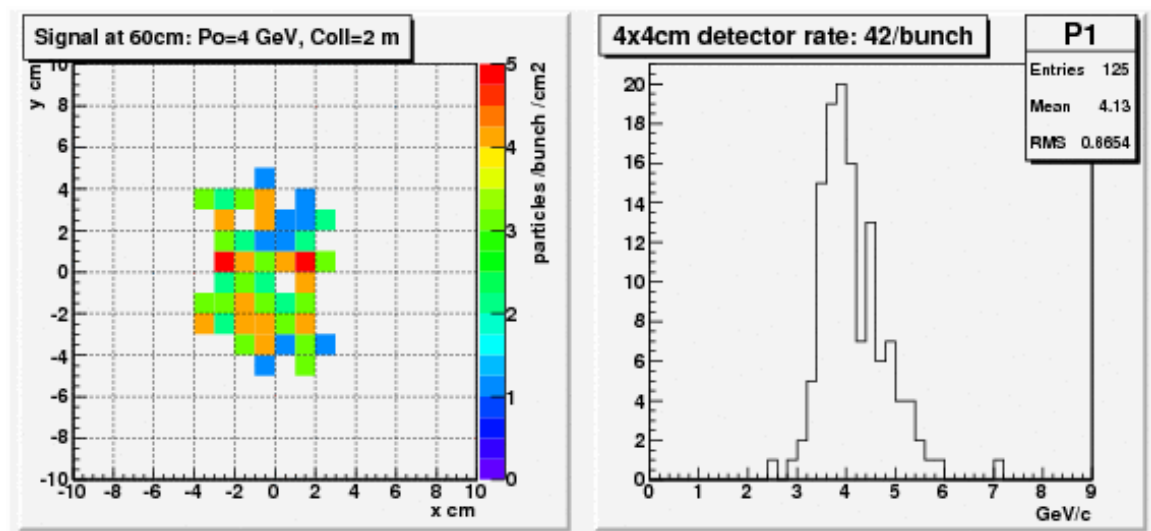 Signal at 60cm: Po=4 GeV, Coll=2 m
y cm
10
8
6
4
2
0
-2
-4
-6
-8
-10
-10 -8 -6 -4 -2 0 2 4 6 8 10
x cm
5
4
3
2
1
0
particles /bunch /cm2
4x4cm detector rate: 42/bunch
P1
Entries 125
Mean 4.13
RMS 0.8654
20
18
16
14
12
10
8
6
4
2
0
0 1 2 3 4 5 6 7 8 9
GeV/c